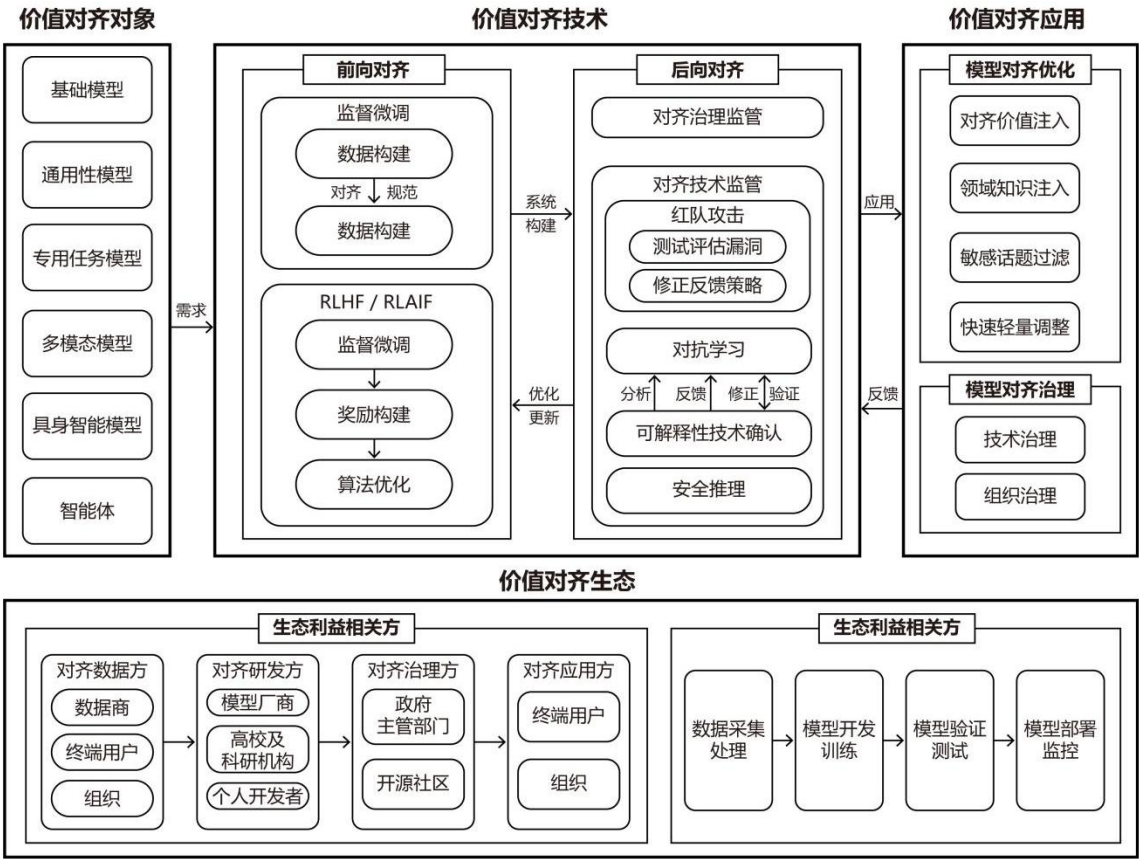 价值对齐对象
基础模型
通用性模型
专用任务模型
多模态模型
具身智能模型
智能体
需求
价值对齐技术
前向对齐
监督微调
数据构建
对齐 规范
数据构建
RLHF / RLAIF
监督微调
奖励构建
算法优化
系统
构建
优化
更新
后向对齐
对齐治理监管
对齐技术监管
红队攻击
测试评估漏洞
修正反馈策略
对抗学习
分析 反馈 修正 验证
可解释性技术确认
安全推理
应用
反馈
价值对齐应用
模型对齐优化
对齐价值注入
领域知识注入
敏感话题过滤
快速轻量调整
模型对齐治理
技术治理
组织治理
价值对齐生态
生态利益相关方
对齐数据方
数据商
终端用户
组织
对齐研发方
模型厂商
高校及
科研机构
个人开发者
对齐治理方
政府
主管部门
开源社区
对齐应用方
终端用户
组织
生态利益相关方
数据采集
处理
模型开发
训练
模型验证
测试
模型部署
监控